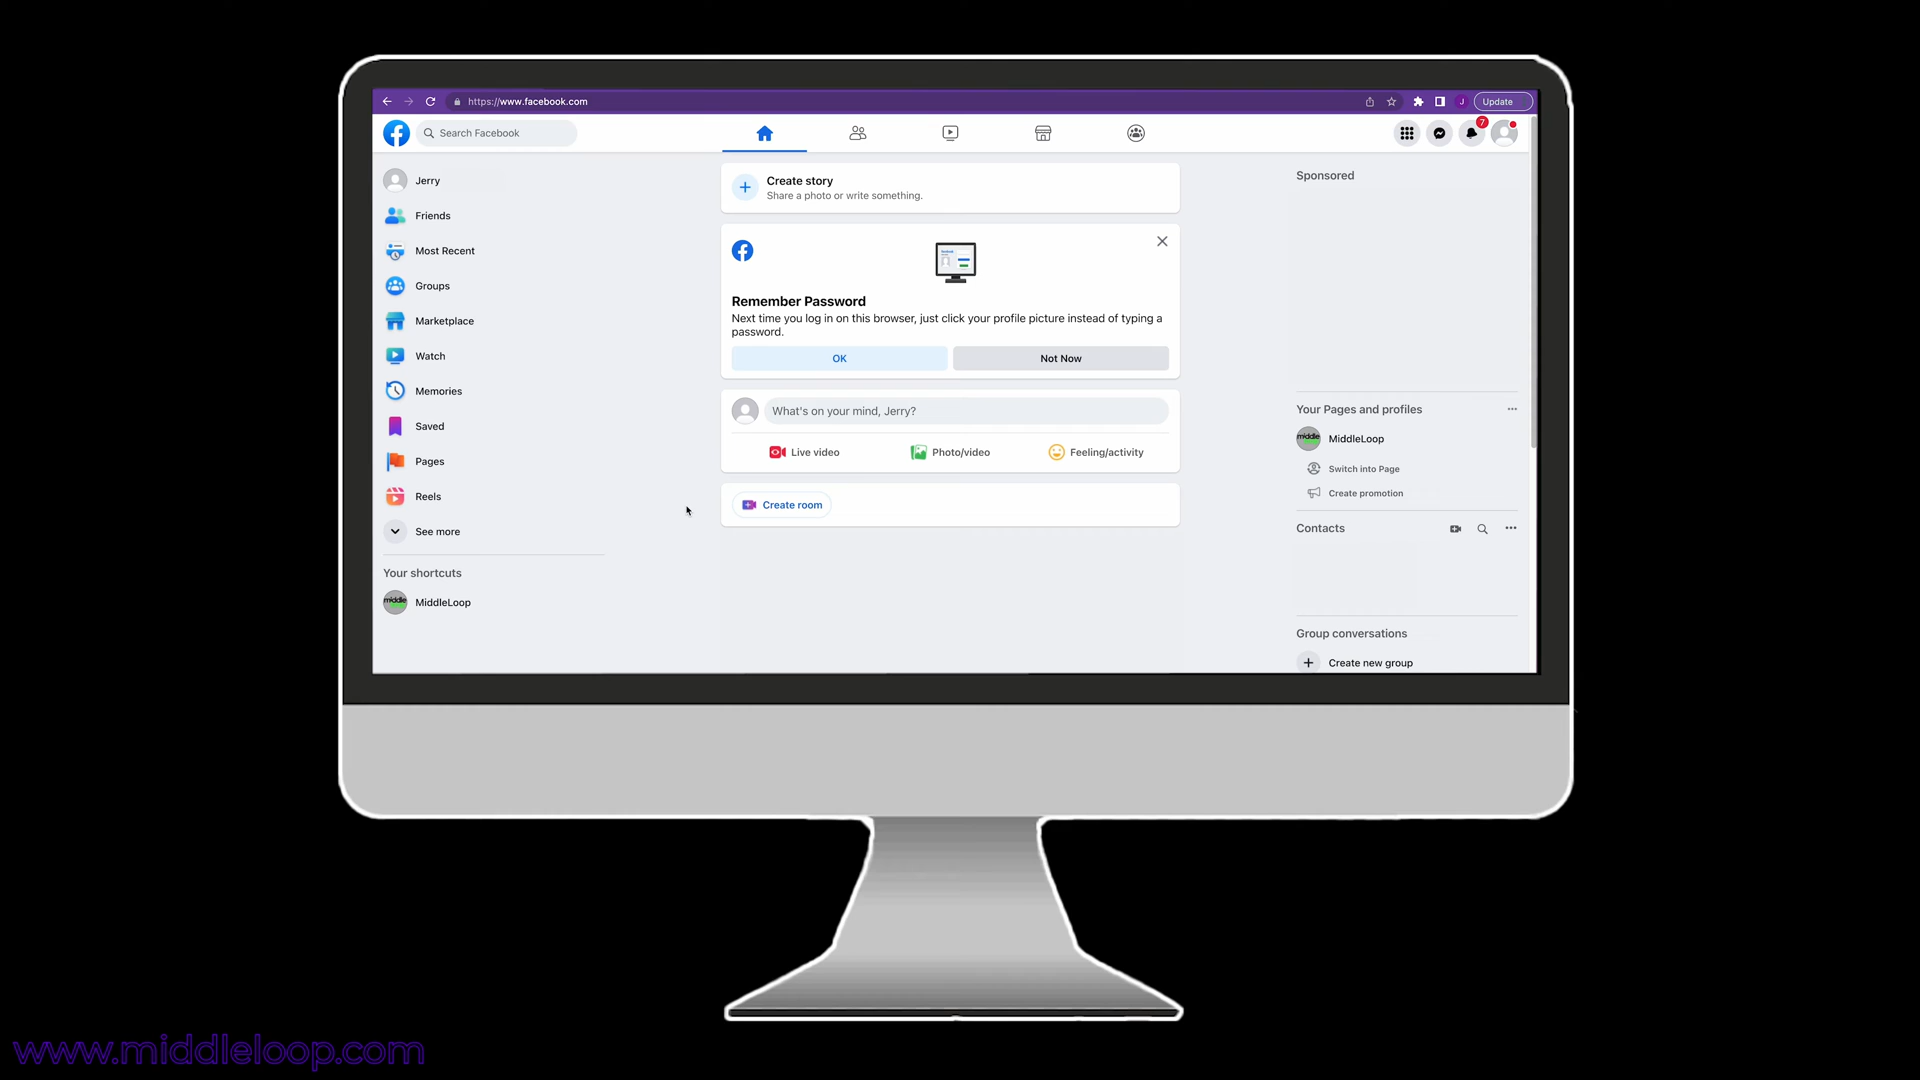 https://www.facebook.com
J
Update
Search Facebook
7
Jerry
Friends
Most Recent
Groups
Marketplace
Watch
Memories
Saved
Pages
Reels
See more
Your shortcuts
middle
MiddleLoop
Create story
Share a photo or write something.
Remember Password
Next time you log in on this browser, just click your profile picture instead of typing a
password.
OK
Not Now
What's on your mind, Jerry?
Live video
Photo/video
Feeling/activity
Create room
Sponsored
Your Pages and profiles
middle
MiddleLoop
Switch into Page
Create promotion
Contacts
Group conversations
Create new group
www.middleloop.com